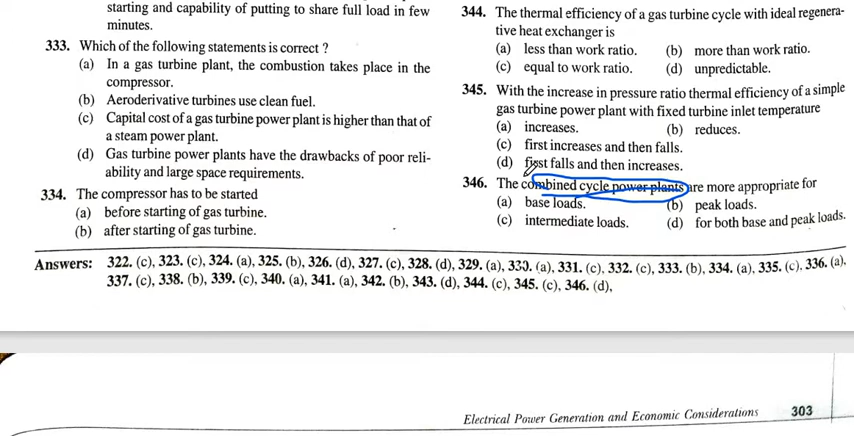 starting and capability of putting to share full load in few
minutes.
333. Which of the following statements is correct ?
(a) In a gas turbine plant, the combustion takes place in the
compressor.
(b) Aeroderivative turbines use clean fuel.
(c) Capital cost of a gas turbine power plant is higher than that of
a steam power plant.
(d) Gas turbine power plants have the drawbacks of poor reli-
ability and large space requirements.
334. The compressor has to be started
(a) before starting of gas turbine.
(b) after starting of gas turbine.
344. The thermal efficiency of a gas turbine cycle with ideal regenera-
tive heat exchanger is
(a) less than work ratio. (b) more than work ratio.
(c) equal to work ratio. (d) unpredictable.
345. With the increase in pressure ratio thermal efficiency of a simple
gas turbine power plant with fixed turbine inlet temperature
(a) increases. (b) reduces.
(c) first increases and then falls.
(d) first falls and then increases.
346. The combined cycle power plants are more appropriate for
(a) base loads. (b) peak loads.
(c) intermediate loads. (d) for both base and peak loads.
Answers: 322. (c), 323. (c), 324. (a), 325. (b), 326. (d), 327. (c), 328. (d), 329. (a), 330. (a), 331. (c), 332. (c), 333. (b), 334. (a), 335. (c), 336. (a),
337. (c), 338. (b), 339. (c), 340. (a), 341. (a), 342. (b), 343. (d), 344. (c), 345. (c), 346. (d),
Electrical Power Generation and Economic Considerations 303